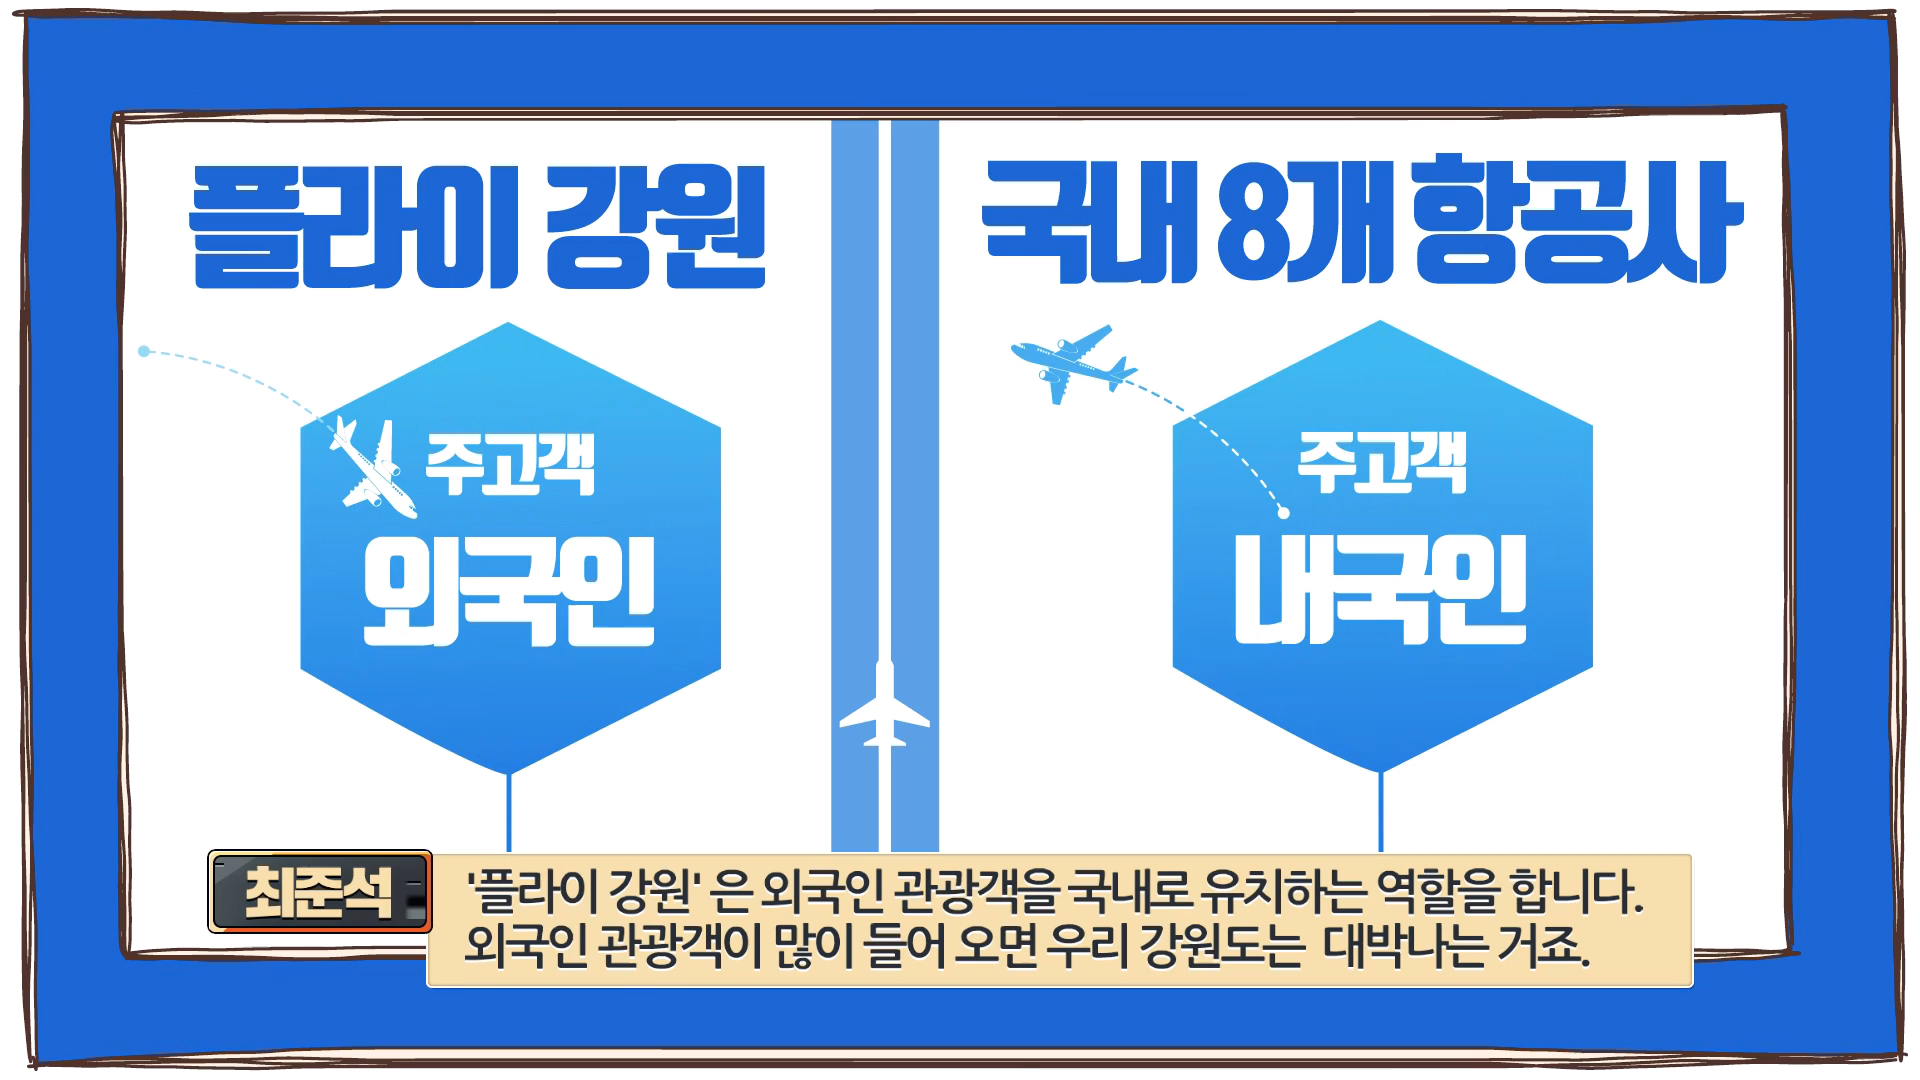 플라이 강원
국내 8개 항공사
주고객
외국인
주고객
내국인
최준석
'플라이 강원' 은 외국인 관광객을 국내로 유치하는 역할을 합니다.
외국인 관광객이 많이 들어 오면 우리 강원도는 대박나는 거죠.